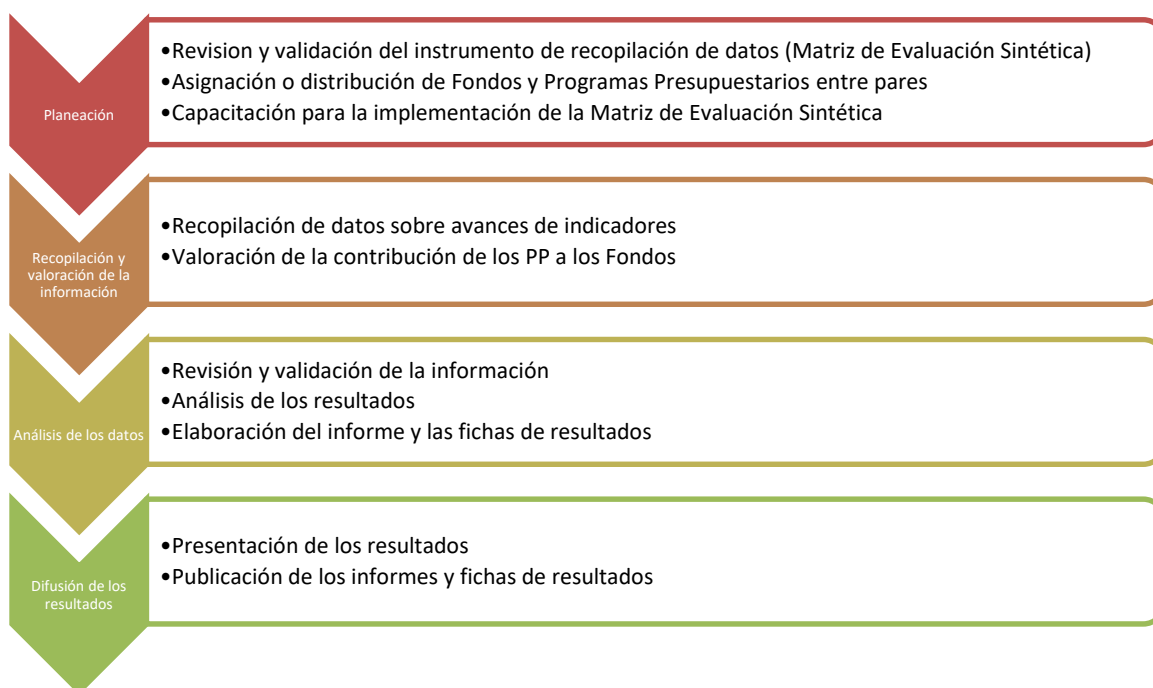 Planeación
•Revision y validación del instrumento de recopilación de datos (Matriz de Evaluación Sintética)
•Asignación o distribución de Fondos y Programas Presupuestarios entre pares
•Capacitación para la implementación de la Matriz de Evaluación Sintética
Recopilación y
valoración de la
información
•Recopilación de datos sobre avances de indicadores
•Valoración de la contribución de los PP a los Fondos
Análisis de los datos
•Revisión y validación de la información
•Análisis de los resultados
•Elaboración del informe y las fichas de resultados
Difusión de los
resultados
•Presentación de los resultados
•Publicación de los informes y fichas de resultados